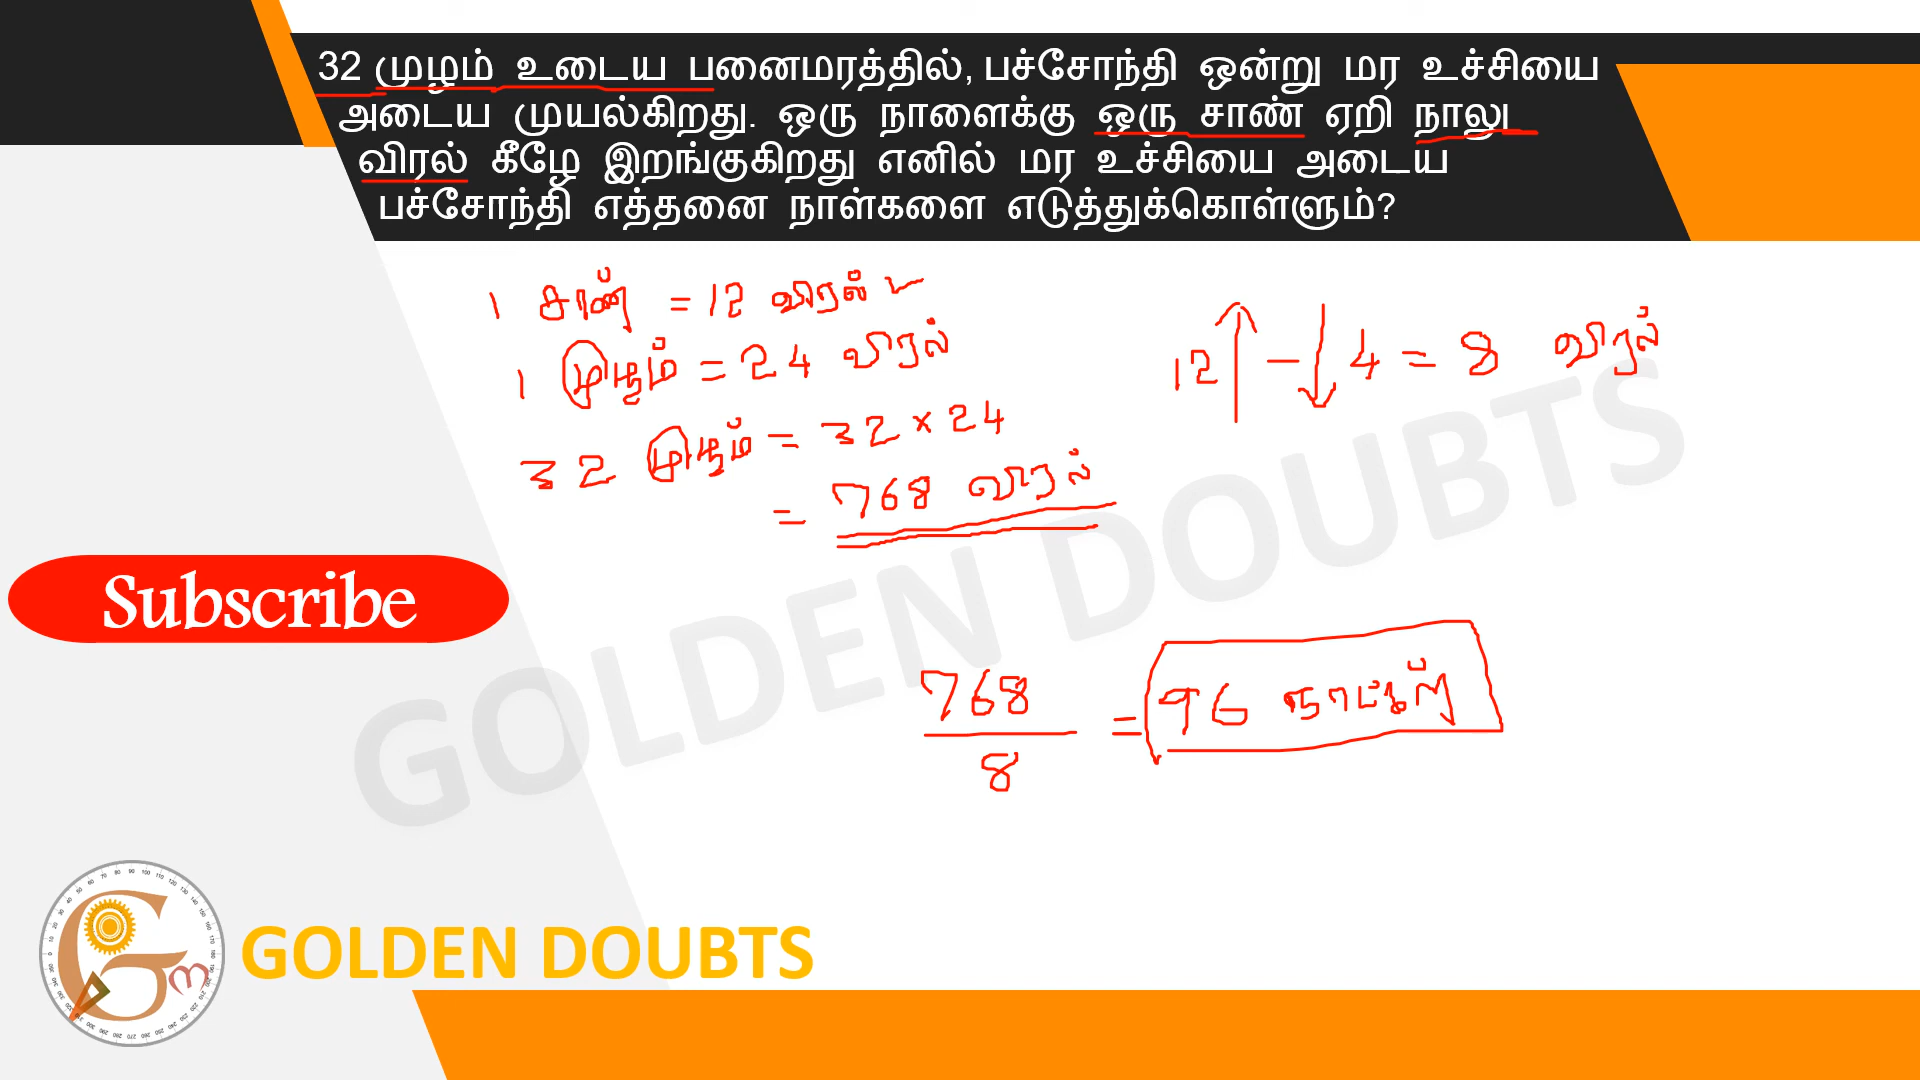 32 முழம் உடைய பனைமரத்தில், பச்சோந்தி ஒன்று மர உச்சியை
அடைய முயல்கிறது. ஒரு நாளைக்கு ஒரு சாண் ஏறி நாலு
விரல் கீழே இறங்குகிறது எனில் மர உச்சியை அடைய
பச்சோந்தி எத்தனை நாள்களை எடுத்துக்கொள்ளும்?
1 சாண் = 12 விரல்
1 முழம் = 24 விரல்
32 முழம் = 32 × 24
= 768 விரல்
12 ↑ - ↓ 4 = 8 விரல்
768
8
= 96 நாட்கள்
Subscribe
GOLDEN DOUBTS
GOLDEN DOUBTS